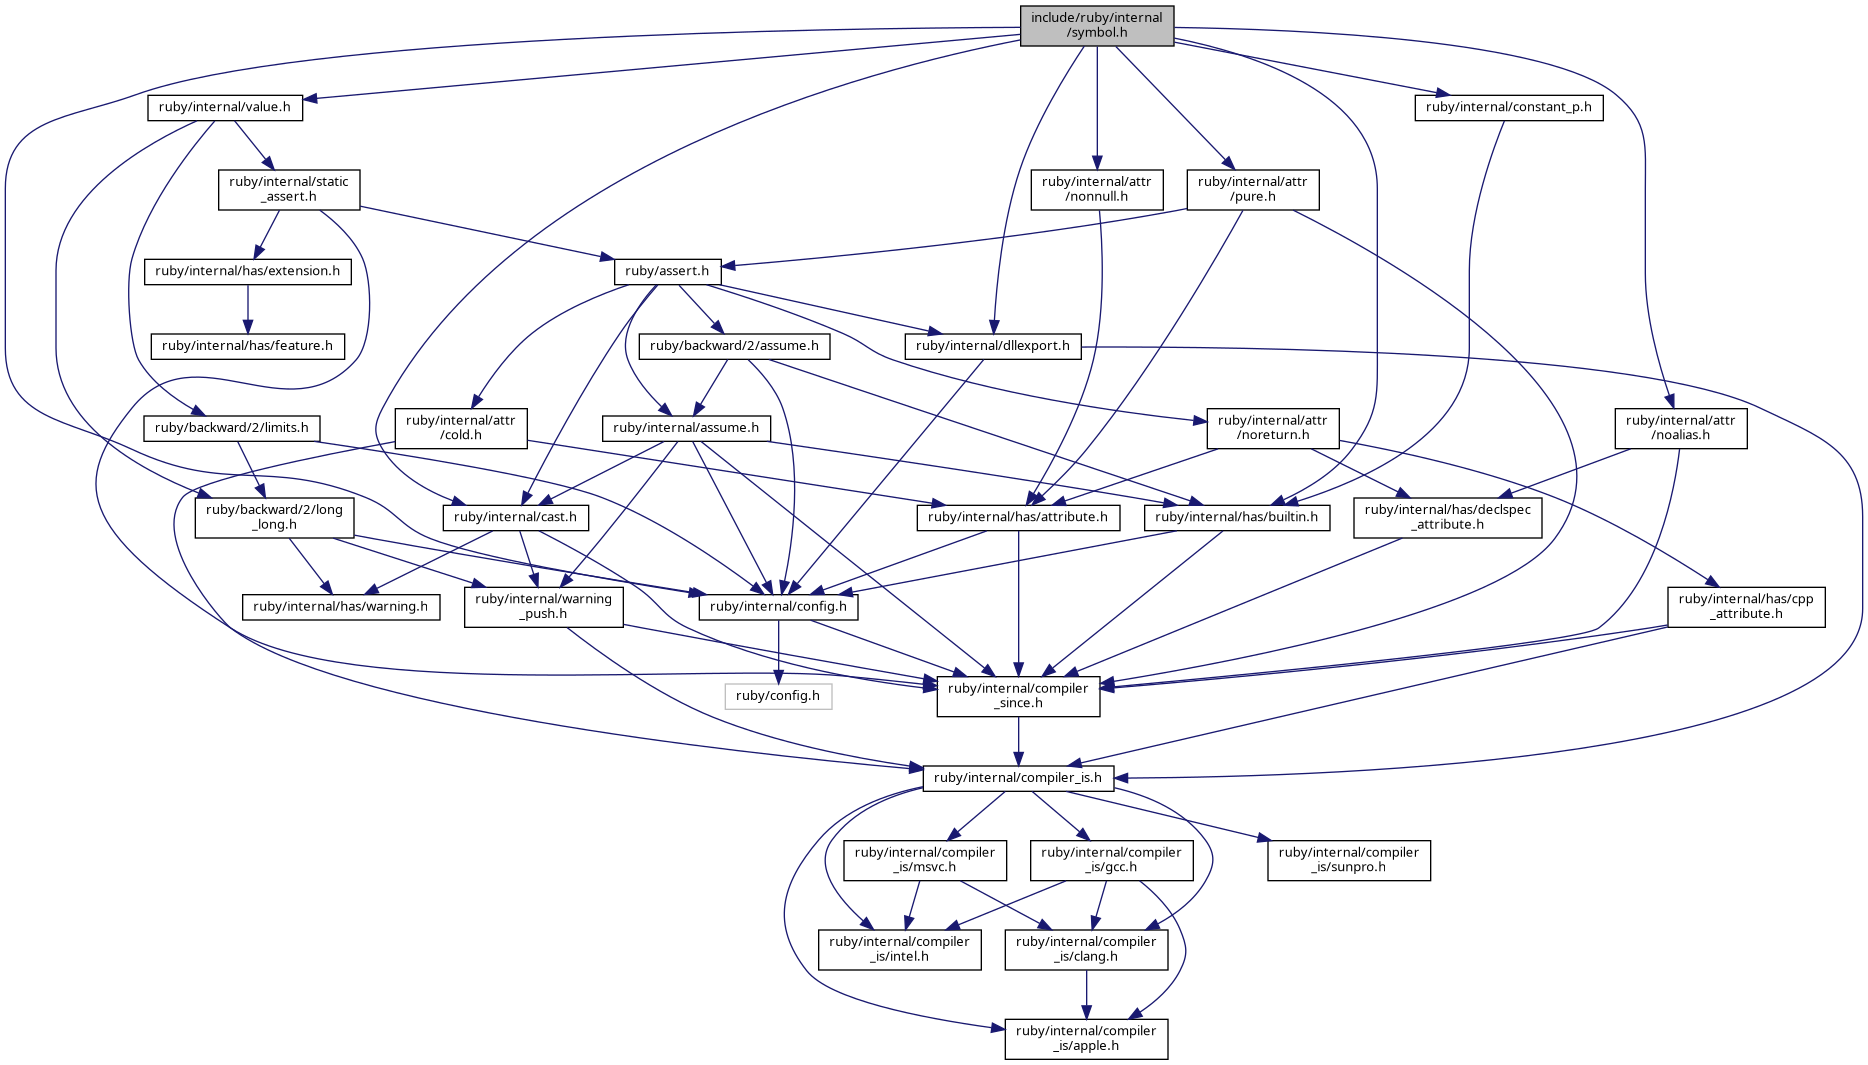 include/ruby/internal
/symbol.h
ruby/internal/value.h
ruby/internal/constant_p.h
ruby/internal/static
_assert.h
ruby/internal/attr
/nonnull.h
ruby/internal/attr
/pure.h
ruby/internal/has/extension.h
ruby/assert.h
ruby/internal/has/feature.h
ruby/backward/2/assume.h
ruby/internal/dllexport.h
ruby/backward/2/limits.h
ruby/internal/attr
/cold.h
ruby/internal/assume.h
ruby/internal/attr
/noreturn.h
ruby/internal/attr
/noalias.h
ruby/backward/2/long
_long.h
ruby/internal/cast.h
ruby/internal/has/attribute.h
ruby/internal/has/builtin.h
ruby/internal/has/declspec
_attribute.h
ruby/internal/has/warning.h
ruby/internal/warning
_push.h
ruby/internal/config.h
ruby/internal/has/cpp
_attribute.h
ruby/config.h
ruby/internal/compiler
_since.h
ruby/internal/compiler_is.h
ruby/internal/compiler
_is/msvc.h
ruby/internal/compiler
_is/gcc.h
ruby/internal/compiler
_is/sunpro.h
ruby/internal/compiler
_is/intel.h
ruby/internal/compiler
_is/clang.h
ruby/internal/compiler
_is/apple.h